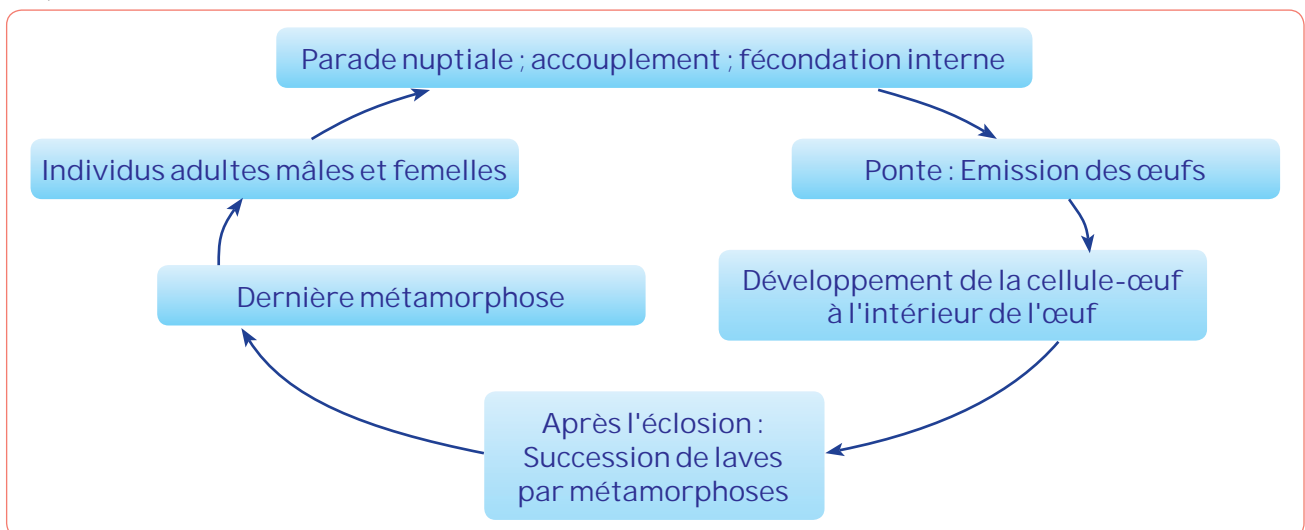 Parade nuptiale ; accouplement ; fécondation interne
Individus adultes mâles et femelles
Ponte : Emission des œufs
Dernière métamorphose
Développement de la cellule-œuf
à l'intérieur de l'œuf
Après l'éclosion :
Succession de laves
par métamorphoses